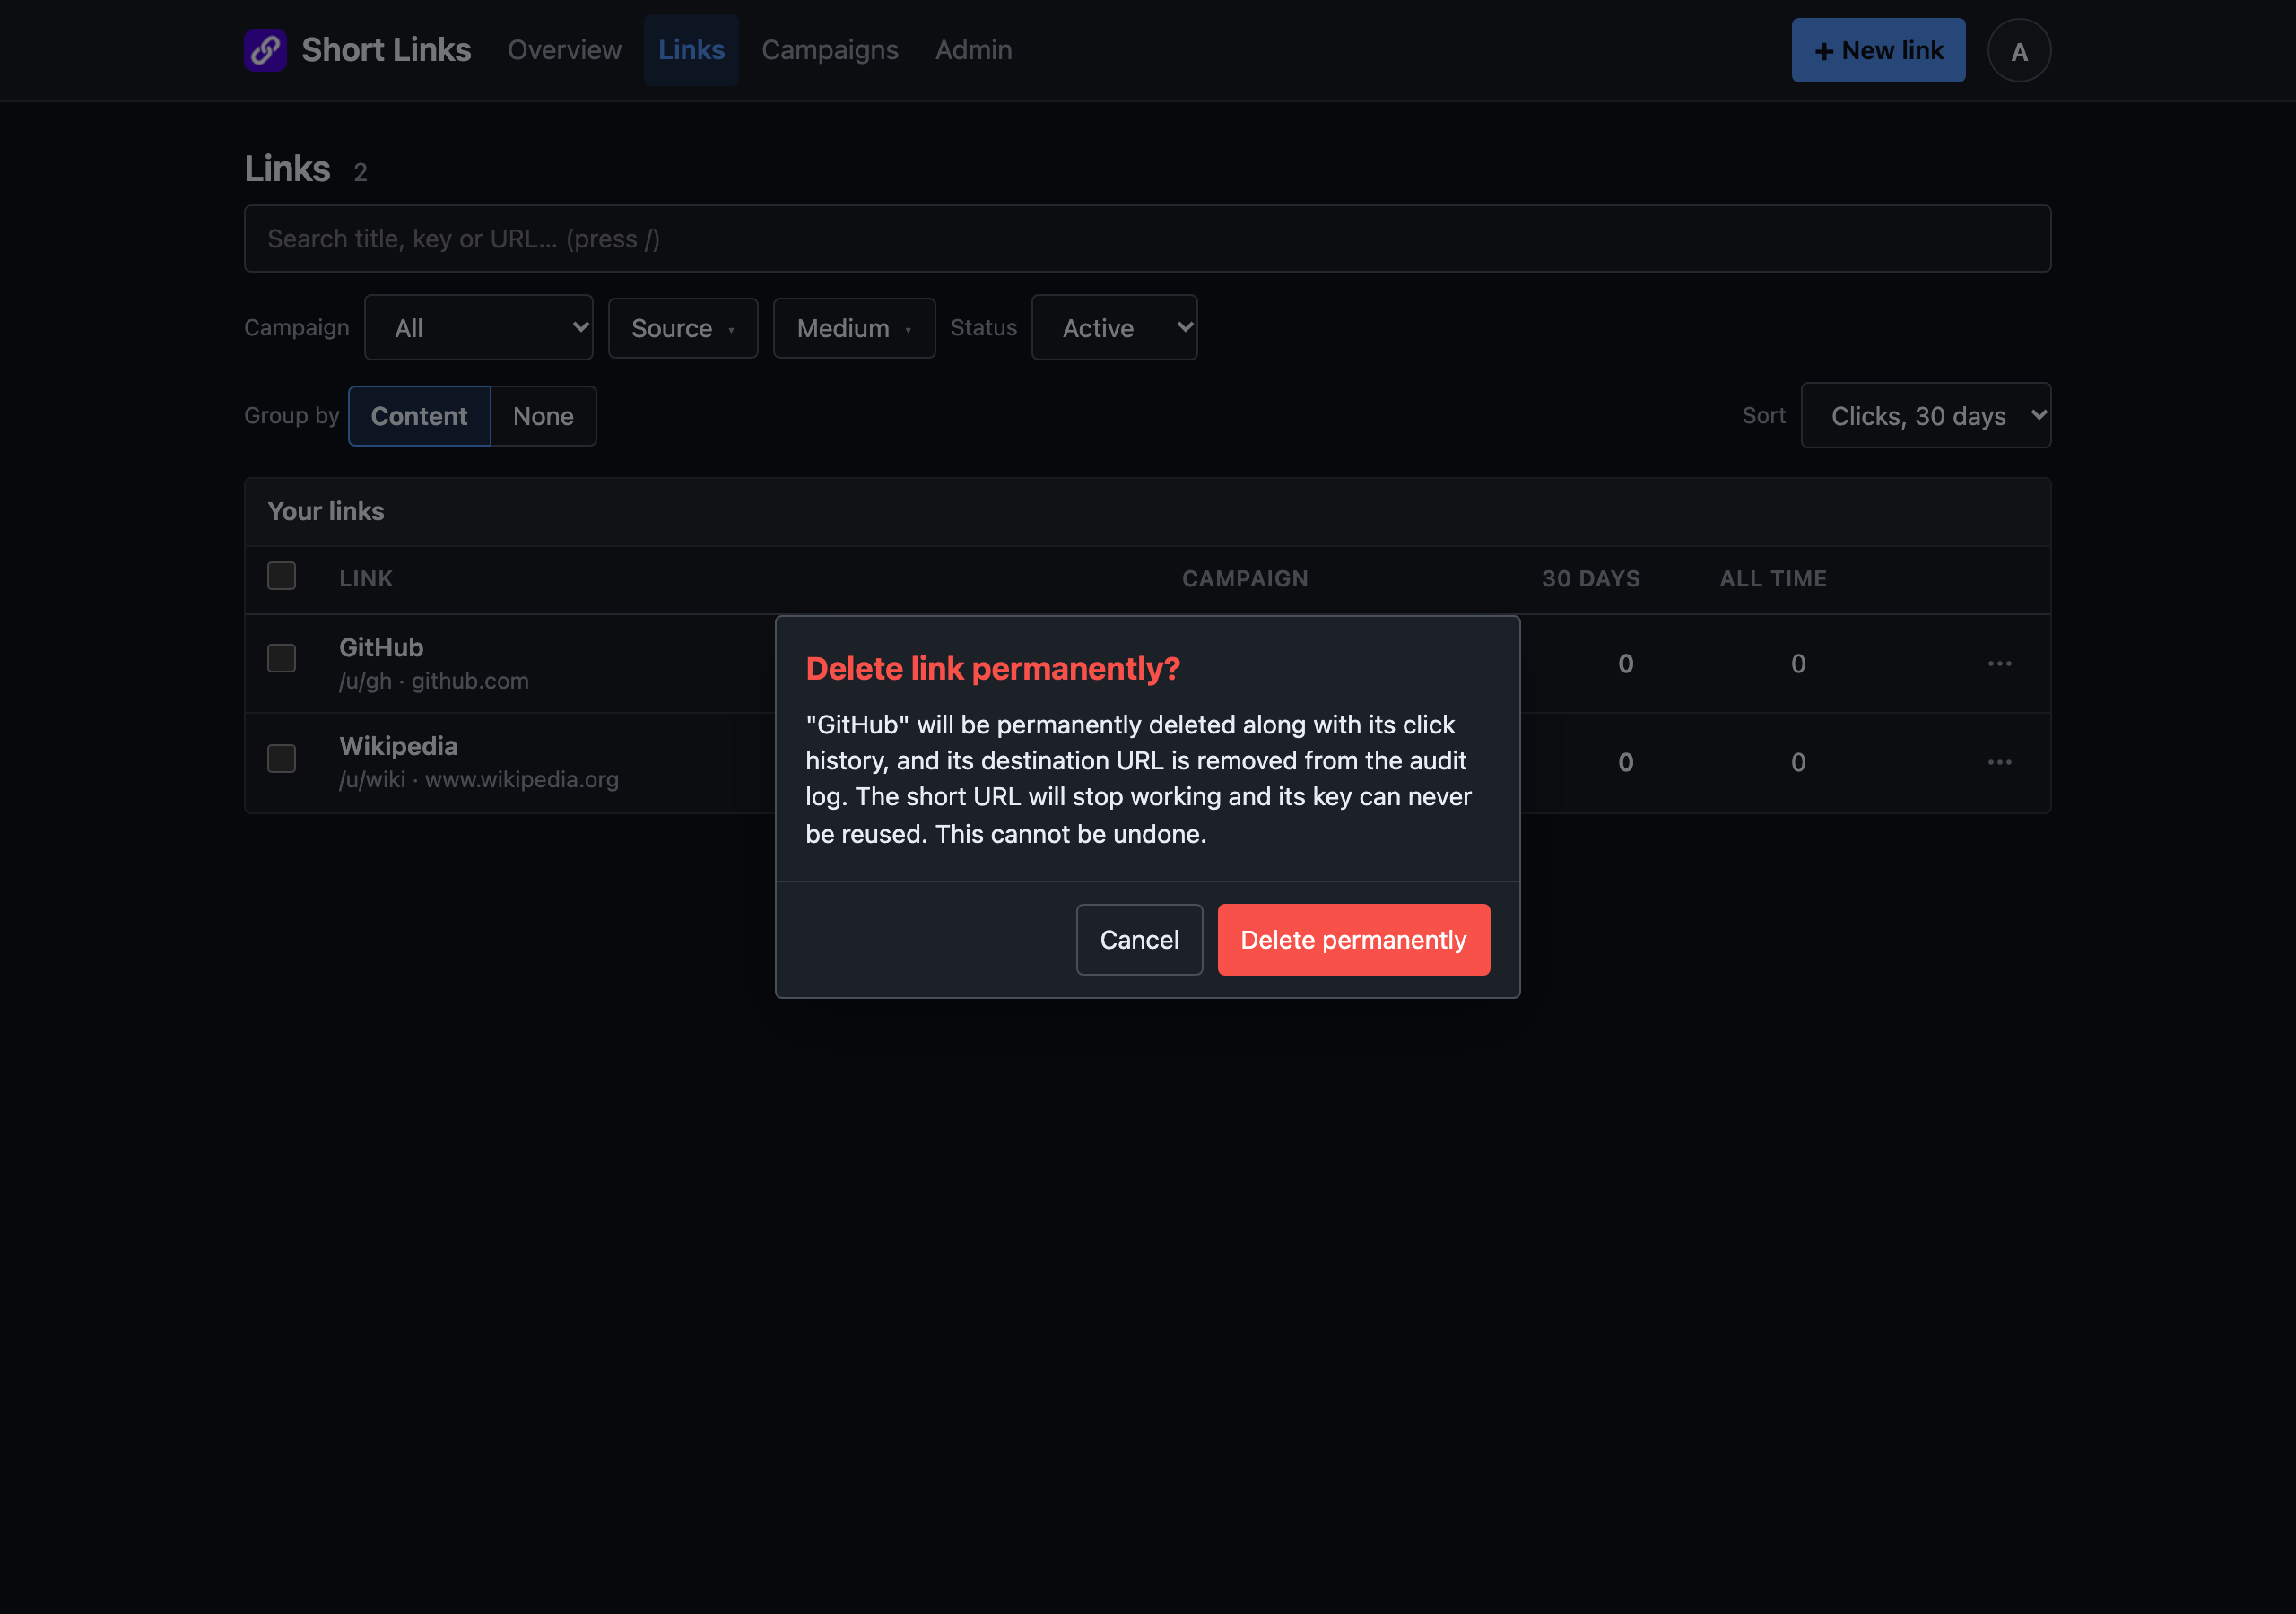 Short Links
Overview
Links
Campaigns
Admin
+ New link
A
Links 2
Search title, key or URL... (press /)
Campaign
All
Source
Medium
Status
Active
Group by
Content
None
Sort
Clicks, 30 days
Your links
LINK
CAMPAIGN
30 DAYS
ALL TIME
GitHub
/u/gh · github.com
0
0
Wikipedia
/u/wiki · www.wikipedia.org
0
0
Delete link permanently?
"GitHub" will be permanently deleted along with its click
history, and its destination URL is removed from the audit
log. The short URL will stop working and its key can never
be reused. This cannot be undone.
Cancel
Delete permanently